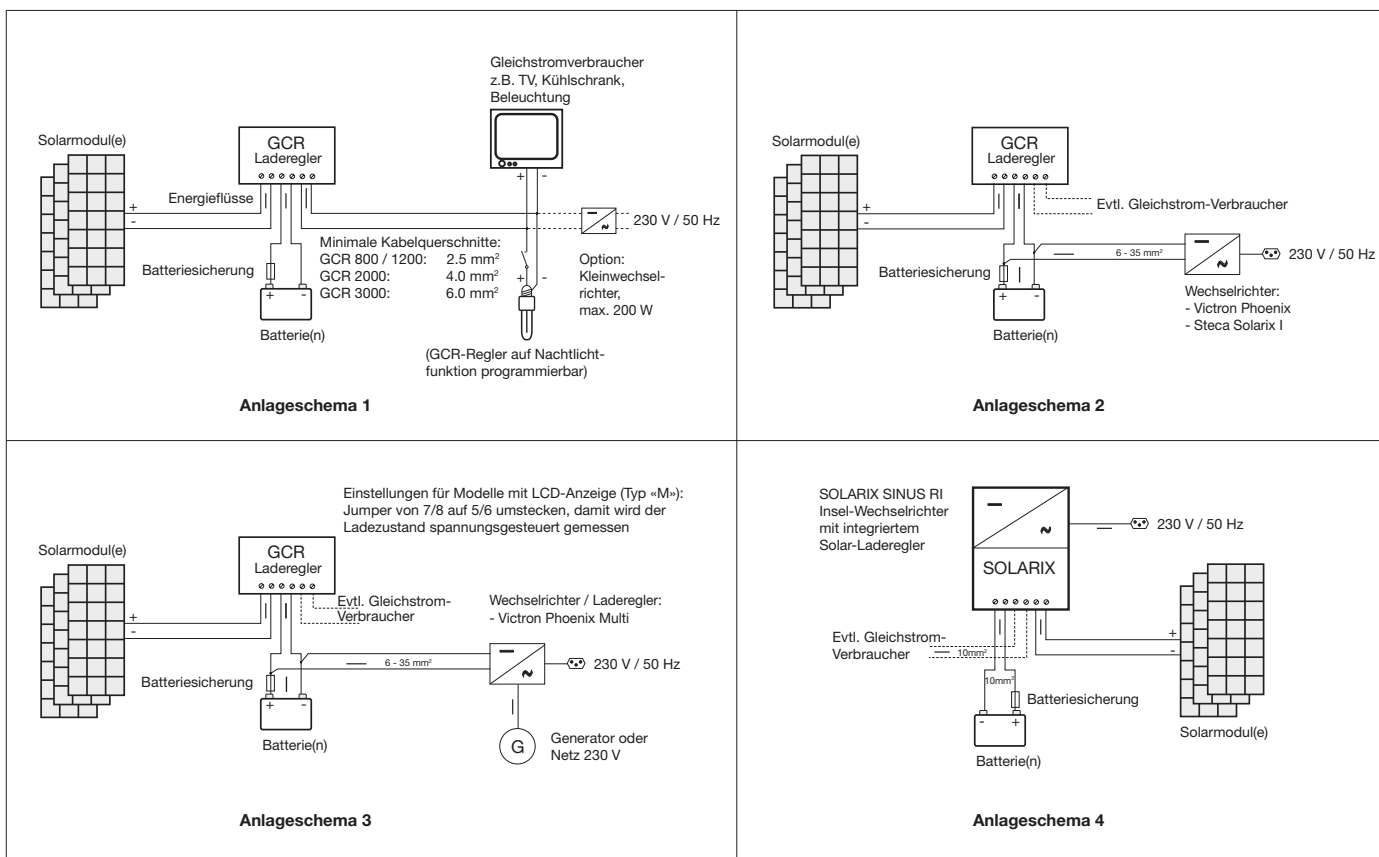 Gleichstromverbraucher
z.B. TV, Kühlschrank,
Beleuchtung
Solarmodul(e)
GCR
Laderegler
+ -
Energieflüsse
+
-
230 V / 50 Hz
Minimale Kabelquerschnitte:
GCR 800 / 1200: 2.5 mm²
GCR 2000: 4.0 mm²
GCR 3000: 6.0 mm²
Batteriesicherung
+ -
Option:
Kleinwechsel-
richter,
max. 200 W
+ -
Batterie(n)
(GCR-Regler auf Nachtlicht-
funktion programmierbar)
Anlageschema 1
Solarmodul(e)
GCR
Laderegler
+
-
Evtl. Gleichstrom-Verbraucher
6 - 35 mm²
230 V / 50 Hz
Batteriesicherung
+ -
Wechselrichter:
- Victron Phoenix
- Steca Solarix I
Batterie(n)
Anlageschema 2
Einstellungen für Modelle mit LCD-Anzeige (Typ «M»):
Jumper von 7/8 auf 5/6 umstecken, damit wird der
Ladezustand spannungsgesteuert gemessen
Solarmodul(e)
GCR
Laderegler
+
-
Evtl. Gleichstrom-
Verbraucher
Wechselrichter / Laderegler:
- Victron Phoenix Multi
6 - 35 mm²
230 V / 50 Hz
Batteriesicherung
+ -
Batterie(n)
G
Generator oder
Netz 230 V
Anlageschema 3
SOLARIX SINUS RI
Insel-Wechselrichter
mit integriertem
Solar-Laderegler
230 V / 50 Hz
SOLARIX
Evtl. Gleichstrom-
Verbraucher
10mm²
+
-
10mm²
Batteriesicherung
- +
Batterie(n)
Solarmodul(e)
Anlageschema 4